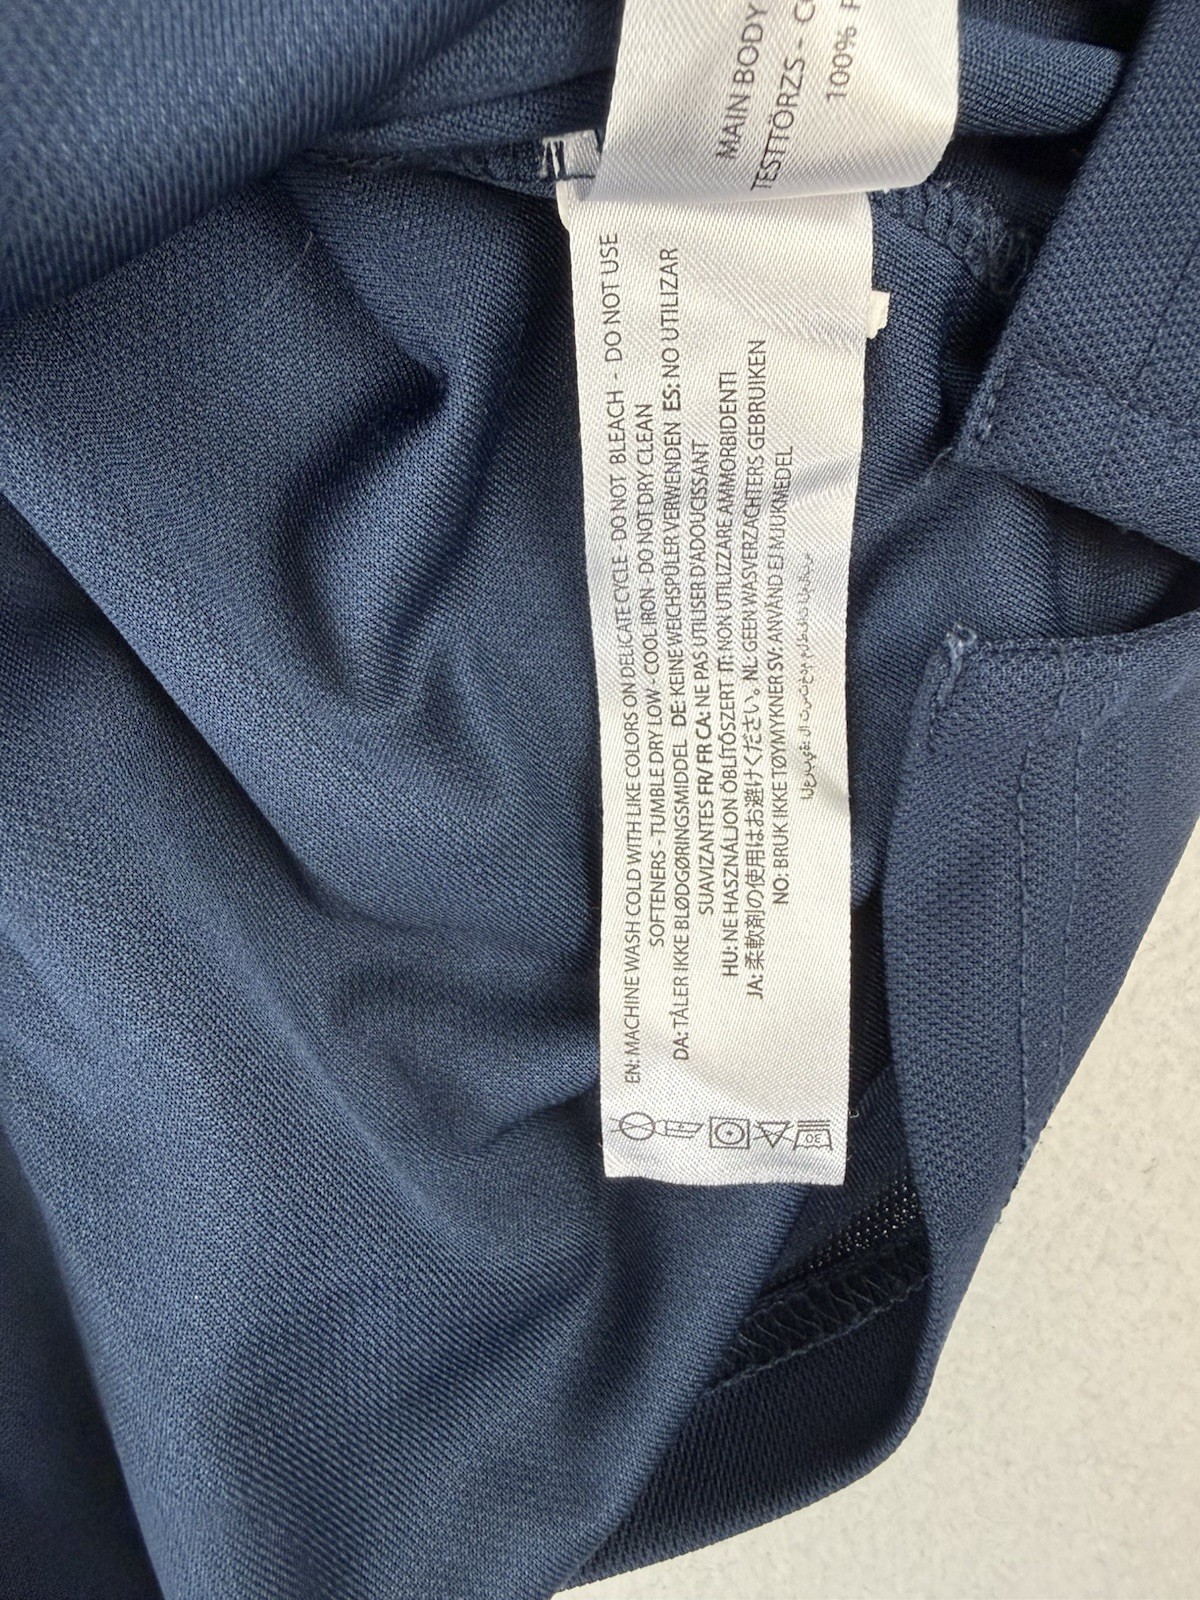 MAIN BODY
TESTTÖRZS - C
100%
EN: MACHINE WASH COLD WITH LIKE COLORS ON DELICATE CYCLE - DO NOT BLEACH - DO NOT USE
SOFTENERS - TUMBLE DRY LOW - COOL IRON - DO NOT DRY CLEAN
DA: TÅLER IKKE BLØDGØRINGSMIDDEL DE: KEINE WEICHSPÜLER VERWENDEN ES: NO UTILIZAR
SUAVIZANTES FR/ FR CA: NE PAS UTILISER D'ADOUCISSANT
HU: NE HASZNÁLJON ÖBLÍTŐSZERT IT: NON UTILIZZARE AMMORBIDENTI
JA: 柔軟剤の使用はお避けください。NL: GEEN WASVERZACHTERS GEBRUIKEN
NO: BRUK IKKE TØYMYKNER SV: ANVÄND EJ MJUKMEDEL
30